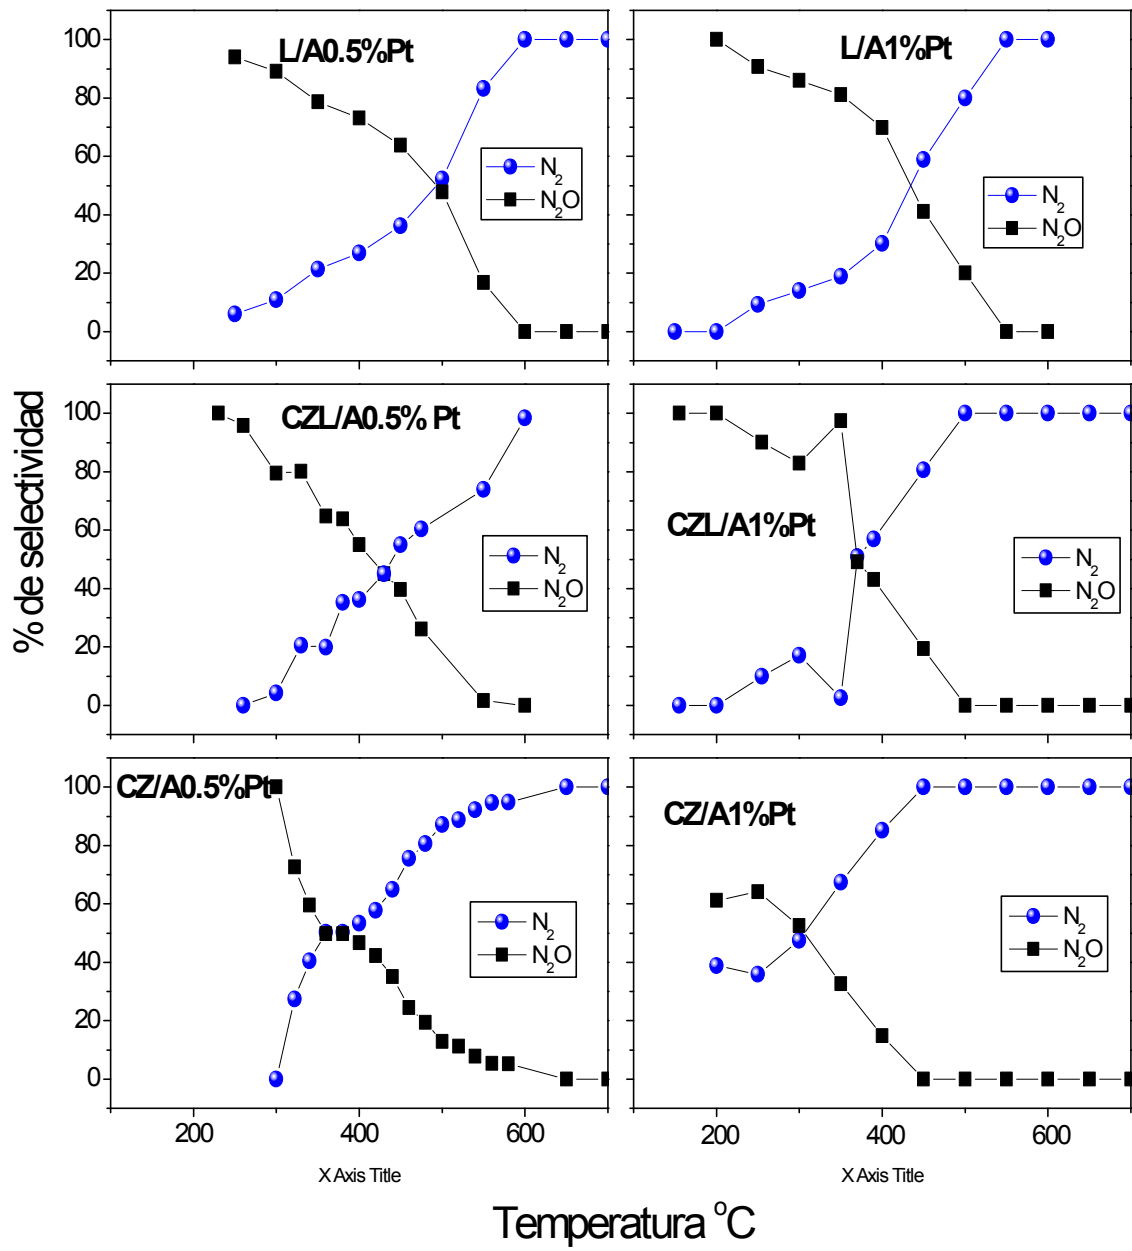 L/A0.5%Pt
L/A1%Pt
100
80
60
40
20
0
N2
N2O
N2
N2O
CZL/A0.5% Pt
CZL/A1%Pt
100
80
60
40
20
0
N2
N2O
N2
N2O
% de selectividad
CZ/A0.5%Pt
CZ/A1%Pt
100
80
60
40
20
0
N2
N2O
N2
N2O
200 400 600
200 400 600
X Axis Title
X Axis Title
Temperatura °C